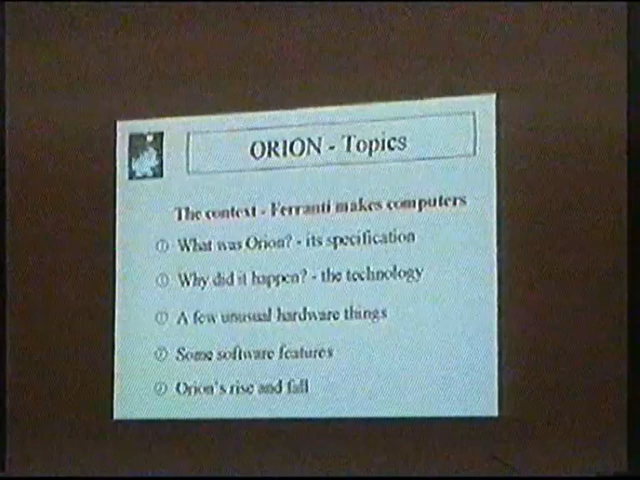 ORION - Topics
The context - Ferranti makes computers
What was Orion? - its specification
Why did it happen? - the technology
A few unusual hardware things
Some software features
Orion's rise and fall